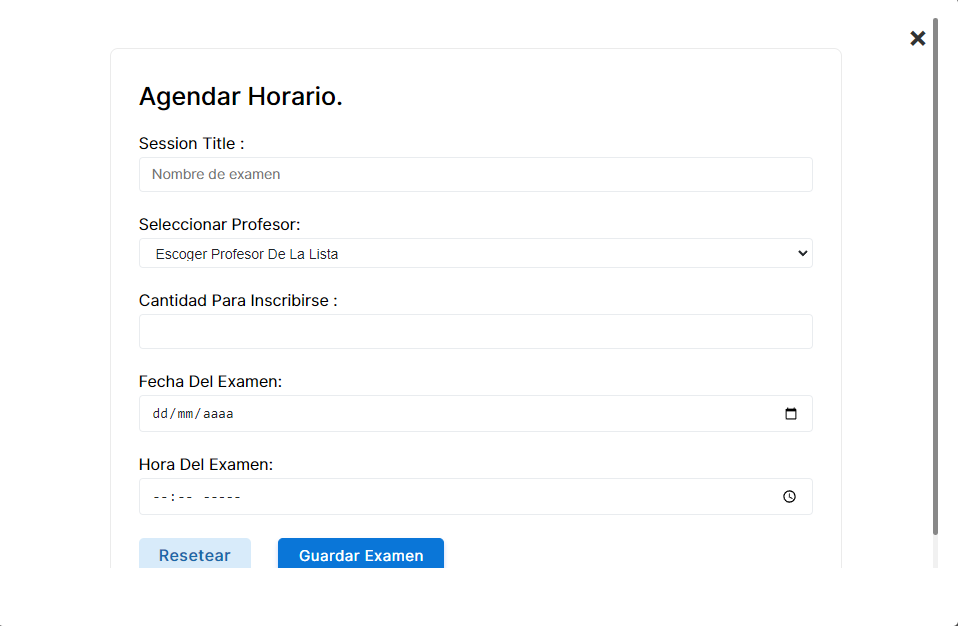 Agendar Horario.
Session Title :
Nombre de examen
Seleccionar Profesor:
Escoger Profesor De La Lista
Cantidad Para Inscribirse :
Fecha Del Examen:
dd/mm/aaaa
Hora Del Examen:
--:-- -----
Resetear Guardar Examen